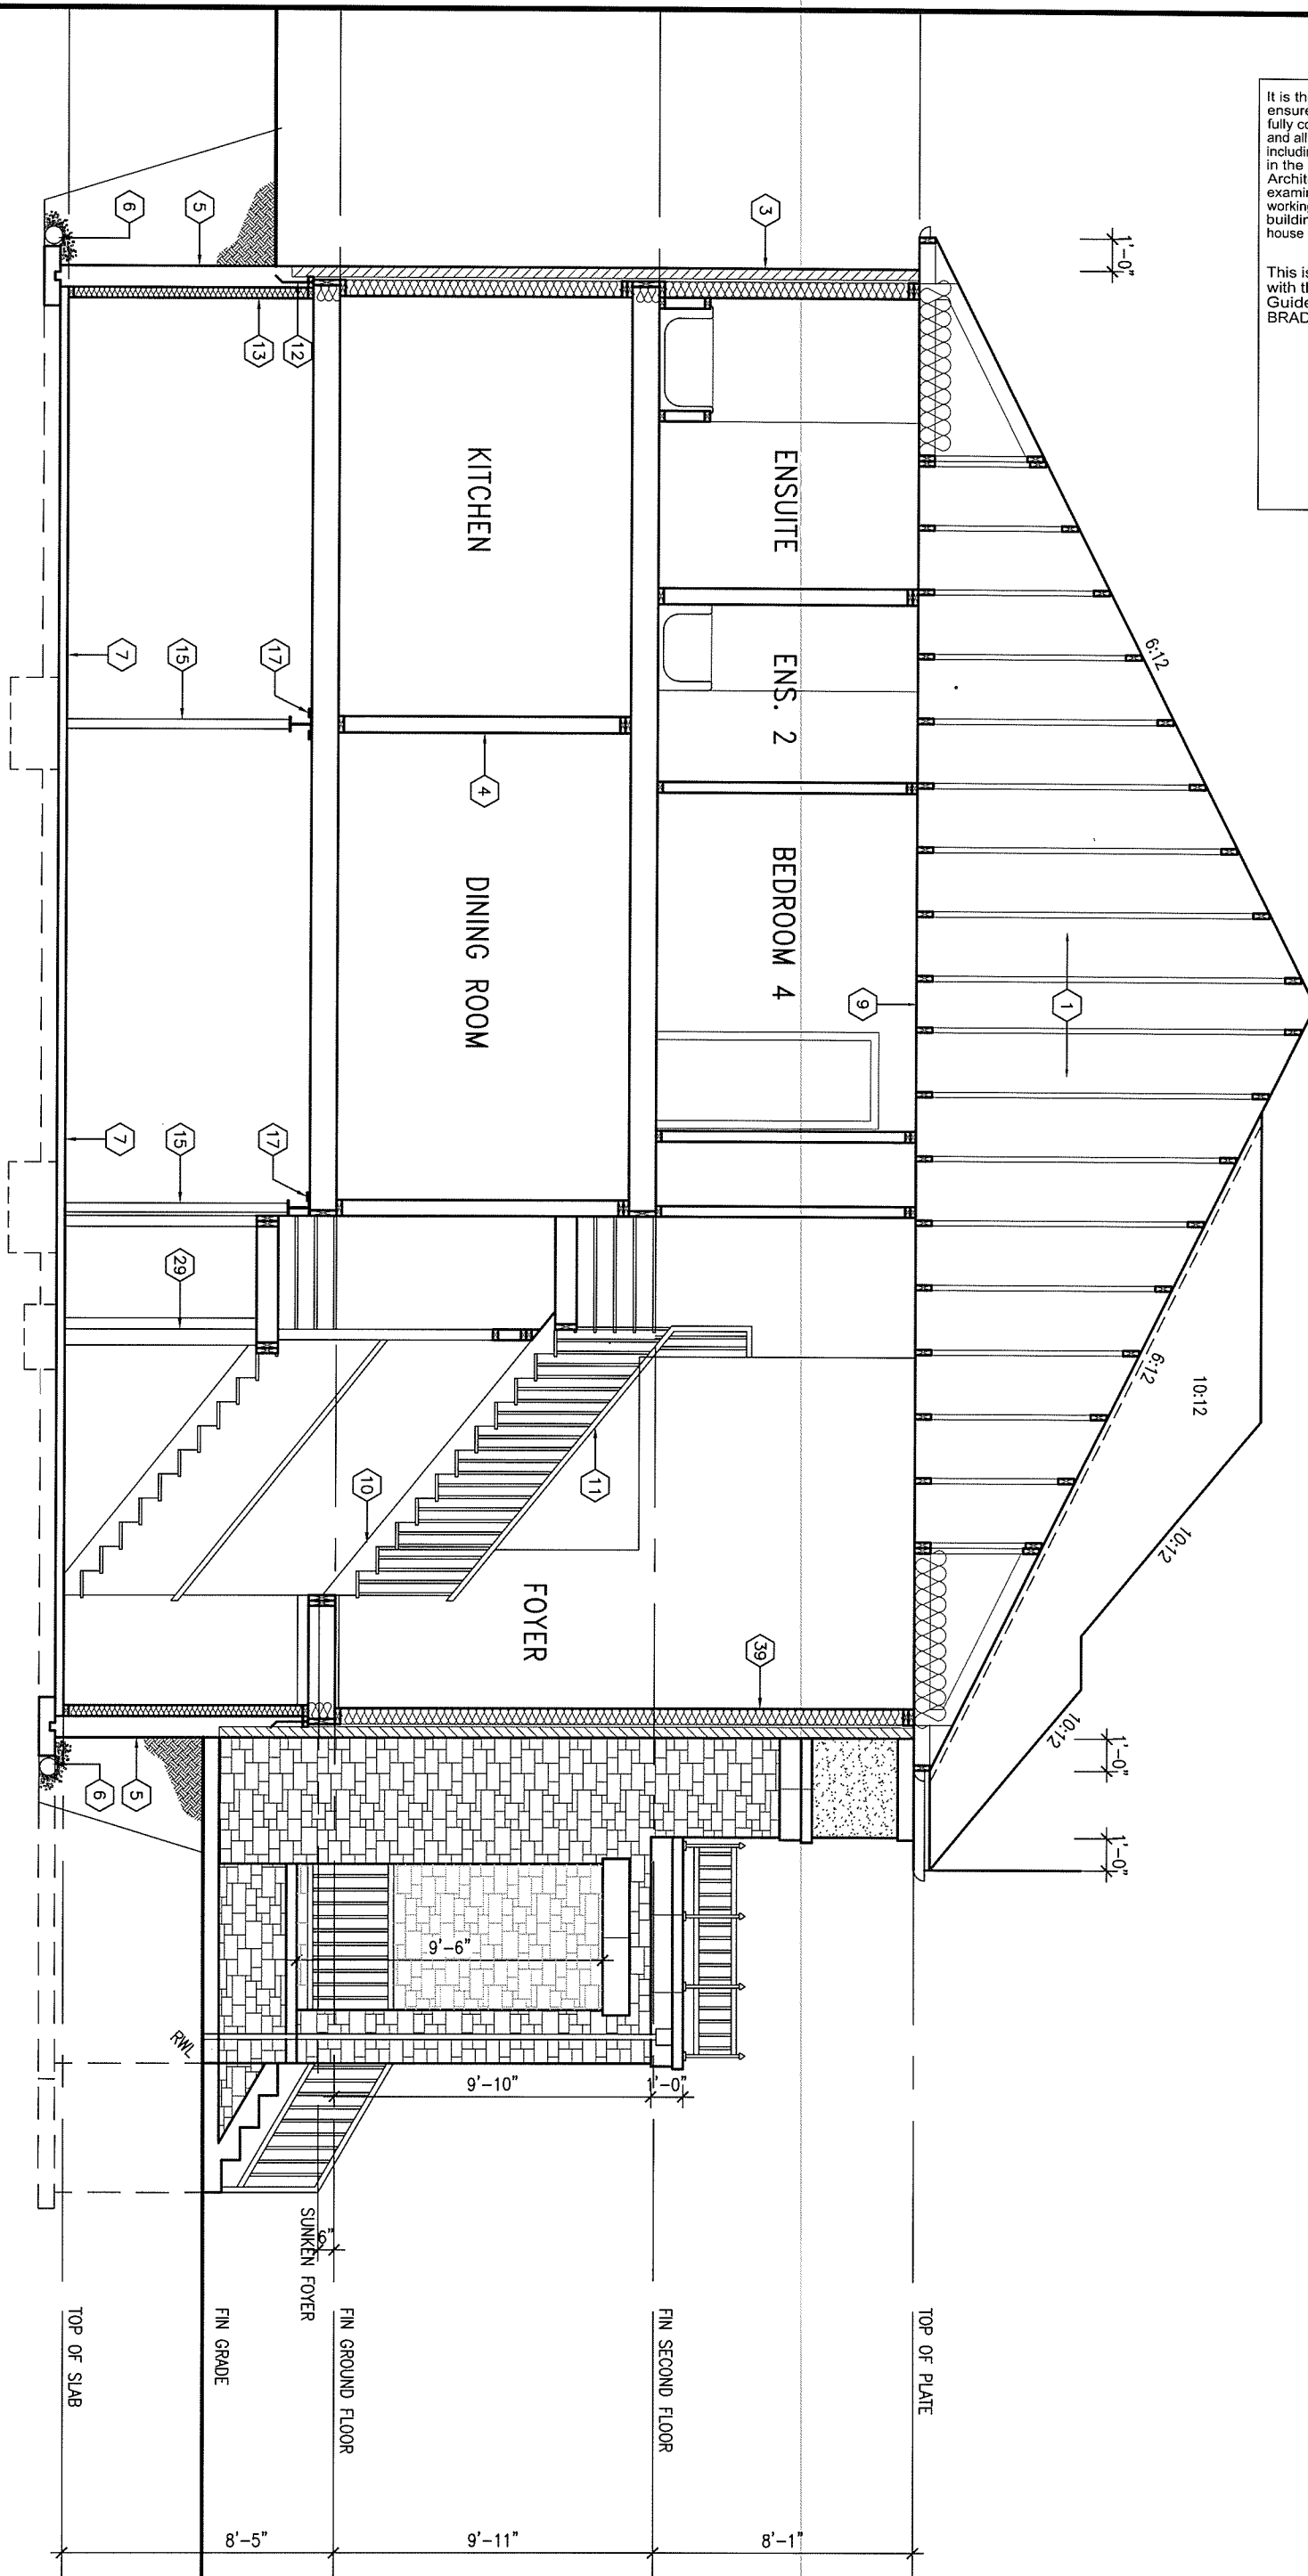 It is th
ensure
fully co
and all
includin
in the
Archite
examin
working
buildin
house
This is
with th
Guide
BRAD
1'-0"
6:12
1
6:12
10:12
10:12
10:12
1'-0"
1'-0"
3
ENSUITE
ENS. 2
BEDROOM 4
9
39
TOP OF PLATE
8'-1"
KITCHEN
4
DINING ROOM
11
10
FOYER
9'-6"
9'-10"
1'-0"
FIN SECOND FLOOR
9'-11"
FIN GROUND FLOOR
6"
SUNKEN FOYER
12
13
17
17
5
6
7
15
7
15
29
5
6
RWL
FIN GRADE
8'-5"
TOP OF SLAB